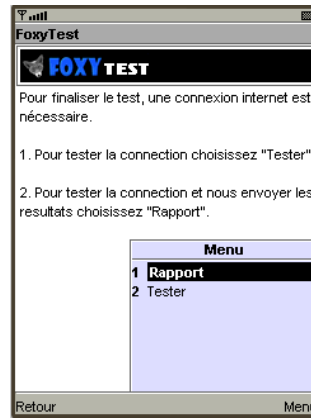 FoxyTest
FOXY TEST
Pour finaliser le test, une connexion internet est
nécessaire.
1. Pour tester la connection choisissez "Tester"
2. Pour tester la connection et nous envoyer les
resultats choisissez "Rapport".
Menu
1 Rapport
2 Tester
Retour
Menu